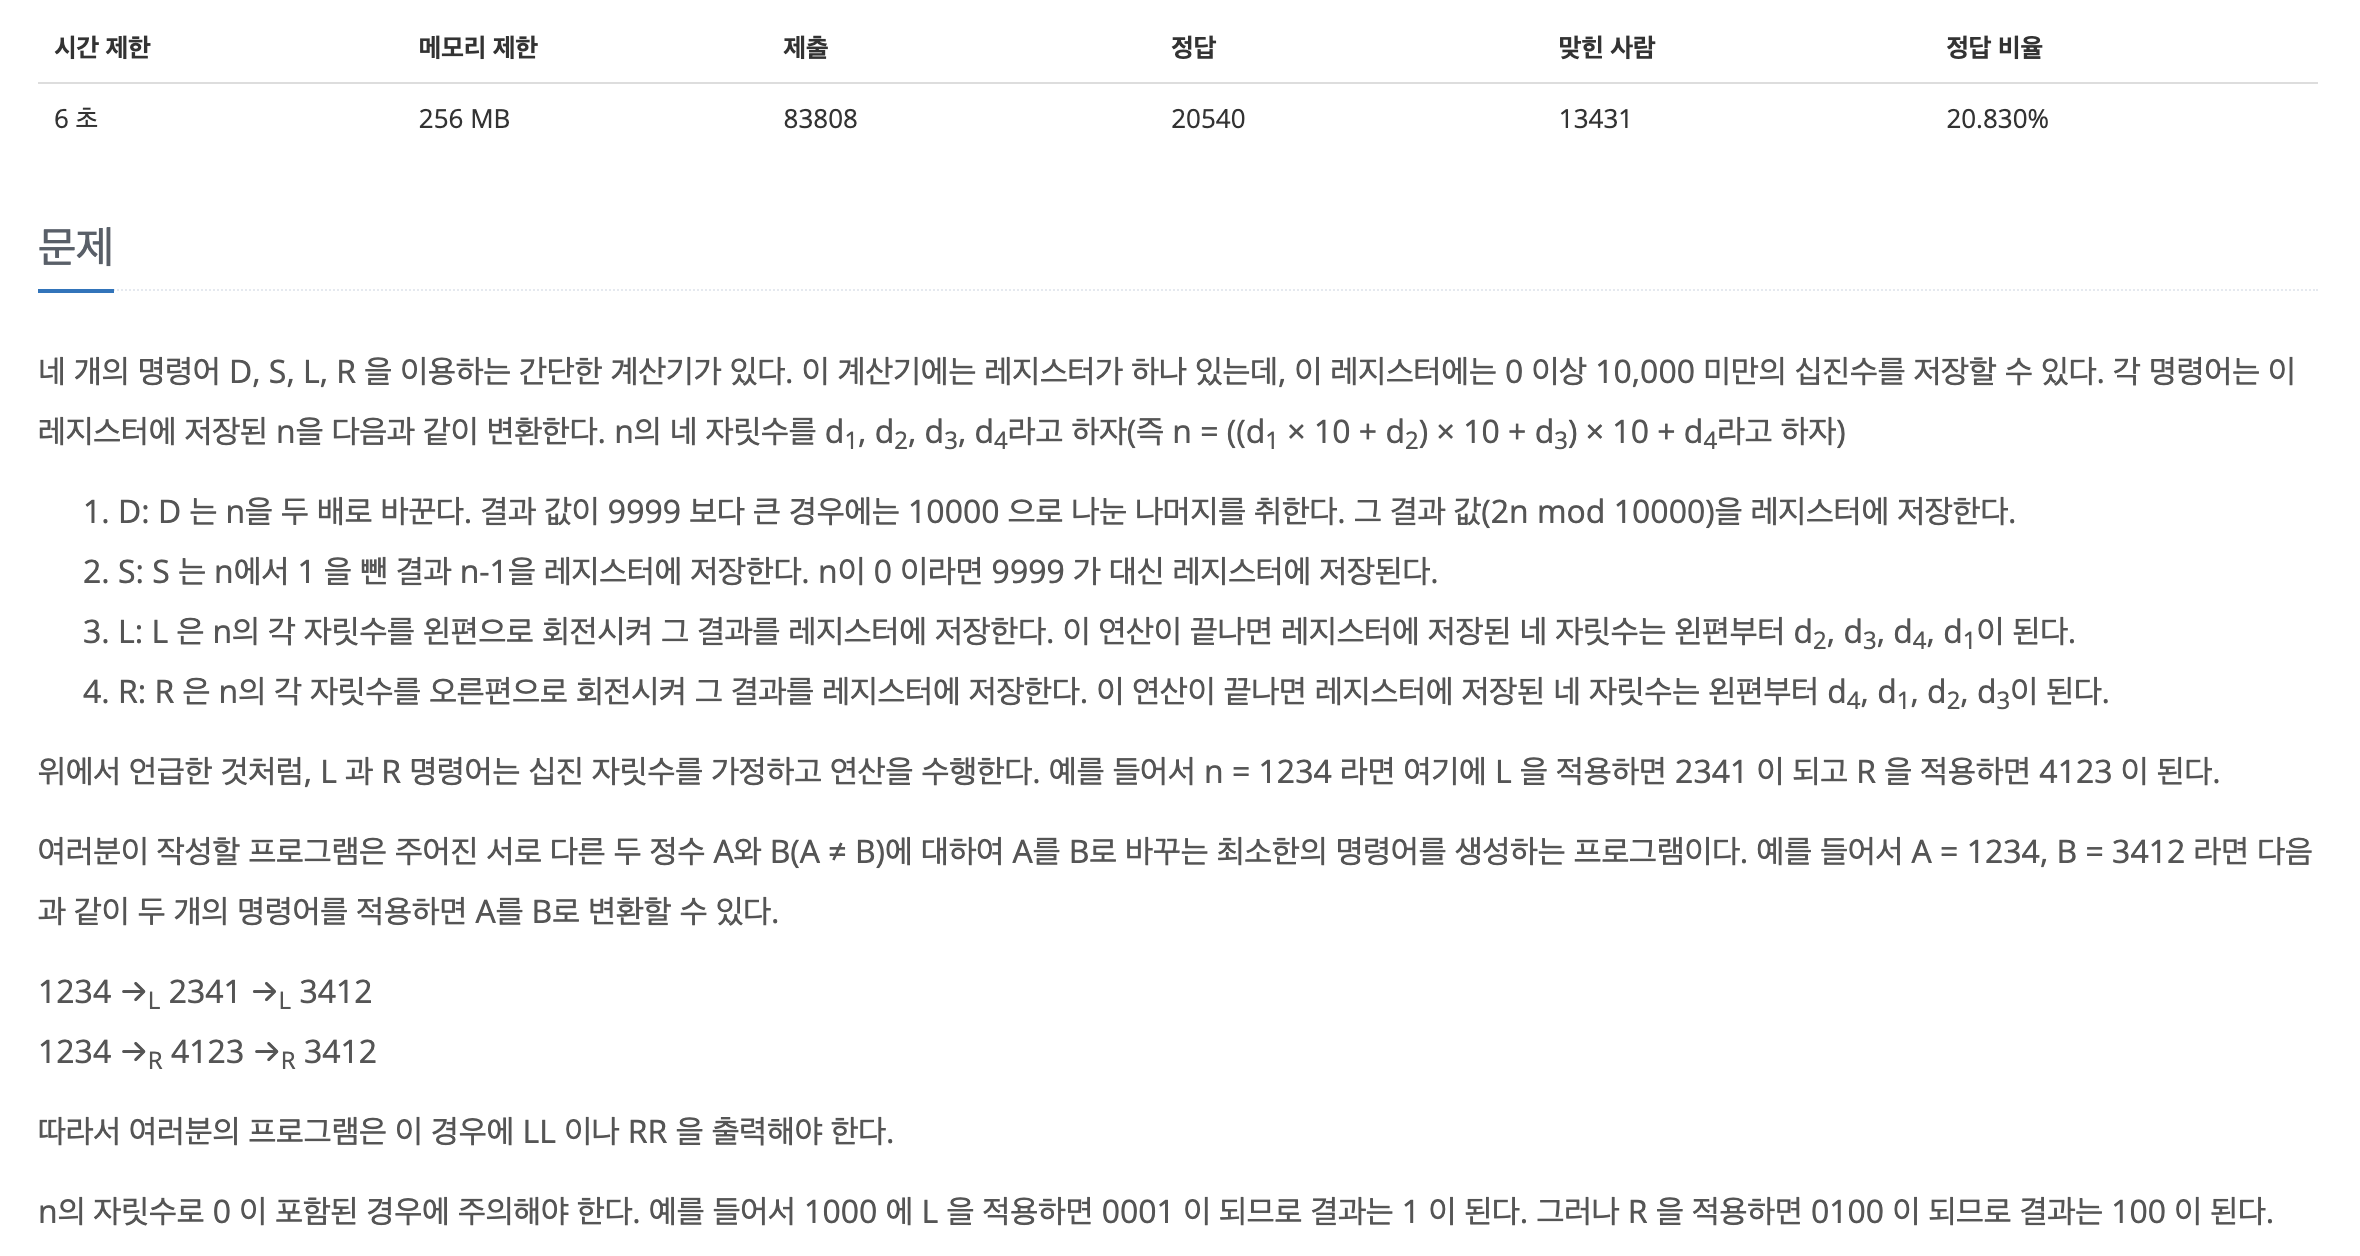 시간 제한 메모리 제한 제출 정답 맞힌 사람 정답 비율
6 초 256 MB 83808 20540 13431 20.830%
문제
네 개의 명령어 D, S, L, R 을 이용하는 간단한 계산기가 있다. 이 계산기에는 레지스터가 하나 있는데, 이 레지스터에는 0 이상 10,000 미만의 십진수를 저장할 수 있다. 각 명령어는 이
레지스터에 저장된 n을 다음과 같이 변환한다. n의 네 자릿수를 d₁, d₂, d₃, d₄라고 하자(즉 n = ((d₁ × 10 + d₂) × 10 + d₃) × 10 + d₄라고 하자)
1. D: D 는 n을 두 배로 바꾼다. 결과 값이 9999 보다 큰 경우에는 10000 으로 나눈 나머지를 취한다. 그 결과 값(2n mod 10000)을 레지스터에 저장한다.
2. S: S 는 n에서 1 을 뺀 결과 n-1을 레지스터에 저장한다. n이 0 이라면 9999 가 대신 레지스터에 저장된다.
3. L: L 은 n의 각 자릿수를 왼편으로 회전시켜 그 결과를 레지스터에 저장한다. 이 연산이 끝나면 레지스터에 저장된 네 자릿수는 왼편부터 d₂, d₃, d₄, d₁이 된다.
4. R: R 은 n의 각 자릿수를 오른편으로 회전시켜 그 결과를 레지스터에 저장한다. 이 연산이 끝나면 레지스터에 저장된 네 자릿수는 왼편부터 d₄, d₁, d₂, d₃이 된다.
위에서 언급한 것처럼, L 과 R 명령어는 십진 자릿수를 가정하고 연산을 수행한다. 예를 들어서 n = 1234 라면 여기에 L 을 적용하면 2341 이 되고 R 을 적용하면 4123 이 된다.
여러분이 작성할 프로그램은 주어진 서로 다른 두 정수 A와 B(A ≠ B)에 대하여 A를 B로 바꾸는 최소한의 명령어를 생성하는 프로그램이다. 예를 들어서 A = 1234, B = 3412 라면 다음
과 같이 두 개의 명령어를 적용하면 A를 B로 변환할 수 있다.
1234 →L 2341 →L 3412
1234 →R 4123 →R 3412
따라서 여러분의 프로그램은 이 경우에 LL 이나 RR 을 출력해야 한다.
n의 자릿수로 0 이 포함된 경우에 주의해야 한다. 예를 들어서 1000 에 L 을 적용하면 0001 이 되므로 결과는 1 이 된다. 그러나 R 을 적용하면 0100 이 되므로 결과는 100 이 된다.